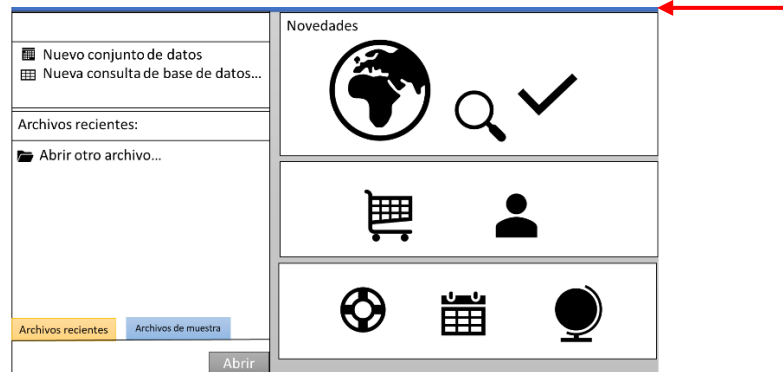 Novedades
Nuevo conjunto de datos
Nueva consulta de base de datos...
Archivos recientes:
Abrir otro archivo...
Archivos recientes
Archivos de muestra
Abrir